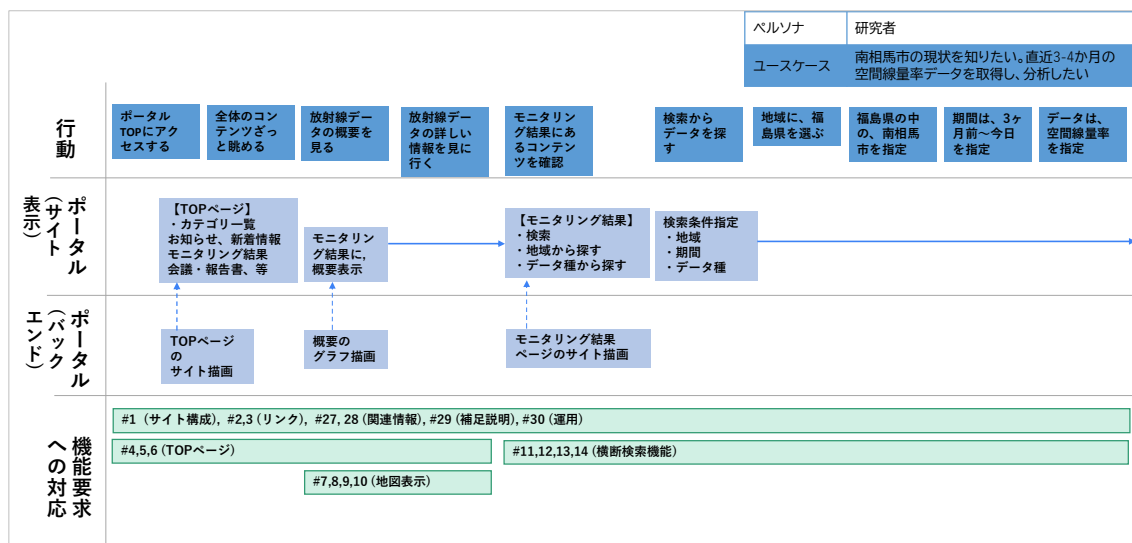 ペルソナ
研究者
ユースケース
南相馬市の現状を知りたい。直近3-4か月の
空間線量率データを取得し、分析したい
行動
ポータル
TOPにアク
セスする
全体のコン
テンツざっ
と眺める
放射線デー
タの概要を
見る
放射線デー
タの詳しい
情報を見に
行く
モニタリン
グ結果にあ
るコンテン
ツを確認
検索から
データを探
す
地域に、福
島県を選ぶ
福島県の中
の、南相馬
市を指定
期間は、3ヶ
月前～今日
を指定
データは、
空間線量率
を指定
ポータル
(サイト
表示)
【TOPページ】
・カテゴリ一覧
お知らせ、新着情報
モニタリング結果
会議・報告書、等
モニタリン
グ結果に,
概要表示
【モニタリング結果】
・検索
・地域から探す
・データ種から探す
検索条件指定
・地域
・期間
・データ種
ポータル
(バック
エンド)
TOPページ
の
サイト描画
概要の
グラフ描画
モニタリング結果
ページのサイト描画
機能要求
への対応
#1（サイト構成), #2,3 (リンク), #27, 28 (関連情報), #29 (補足説明), #30 (運用)
#4,5,6 (TOPページ)
#11,12,13,14 (横断検索機能)
#7,8,9,10 (地図表示)